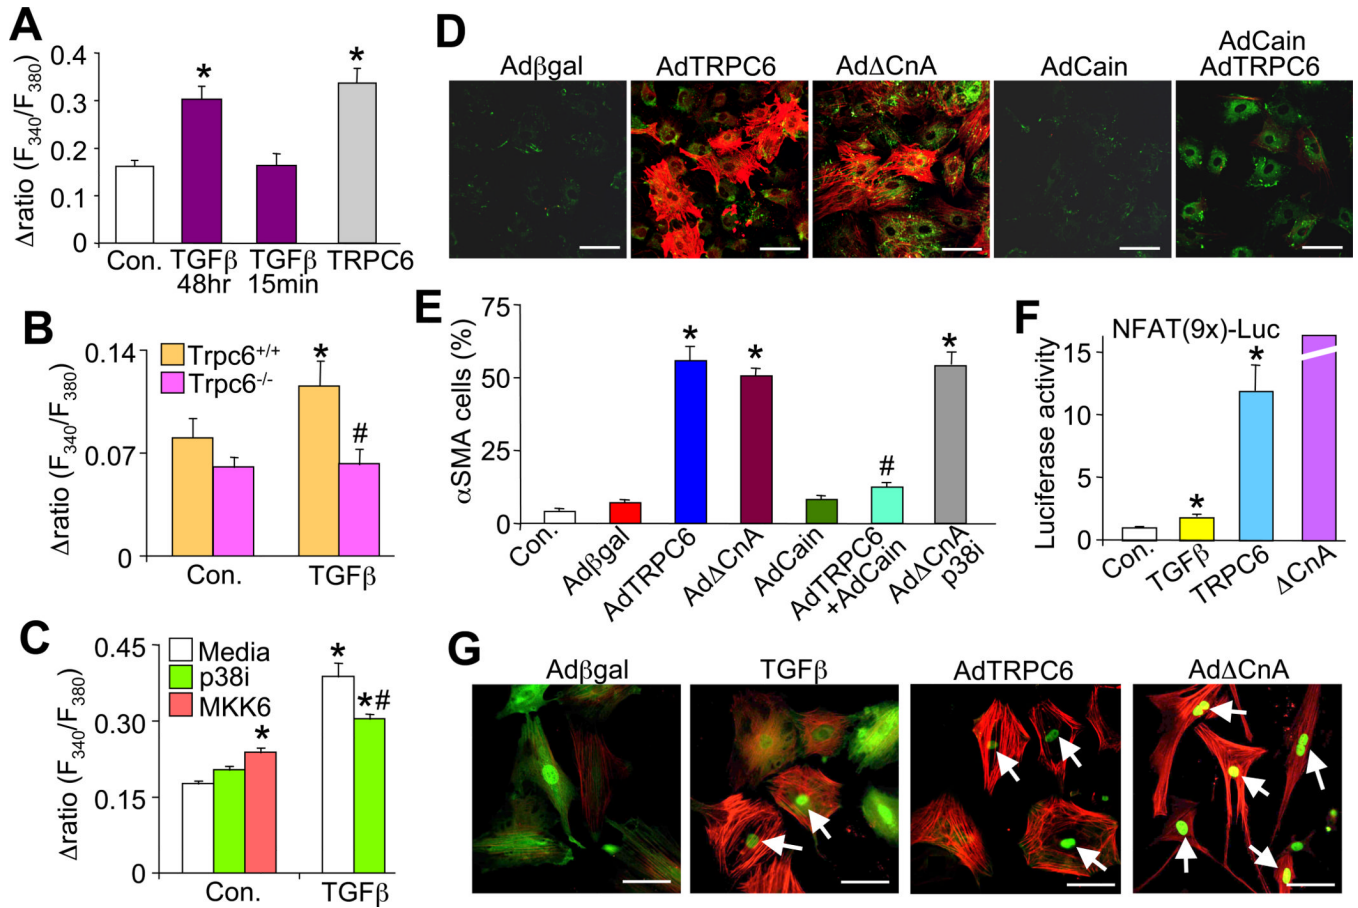 A
Δratio (F340/F380)
0.4
0.3
0.2
0.1
0
*
*
Con.
TGFβ
48hr
TGFβ
15min
TRPC6
B
Δratio (F340/F380)
0.14
0.07
0
Trpc6+/+
Trpc6-/-
*
#
Con.
TGFβ
C
Δratio (F340/F380)
0.45
0.30
0.15
0
Media
p38i
MKK6
*
*
*#
Con.
TGFβ
D
Adβgal
AdTRPC6
AdΔCnA
AdCain
AdCain
AdTRPC6
E
αSMA cells (%)
75
50
25
0
*
*
#
*
Con.
Adβgal
AdTRPC6
AdΔCnA
AdCain
AdTRPC6
+AdCain
AdΔCnA
p38i
F
NFAT(9x)-Luc
Luciferase activity
15
10
5
0
*
*
Con.
TGFβ
TRPC6
ΔCnA
G
Adβgal
TGFβ
AdTRPC6
AdΔCnA